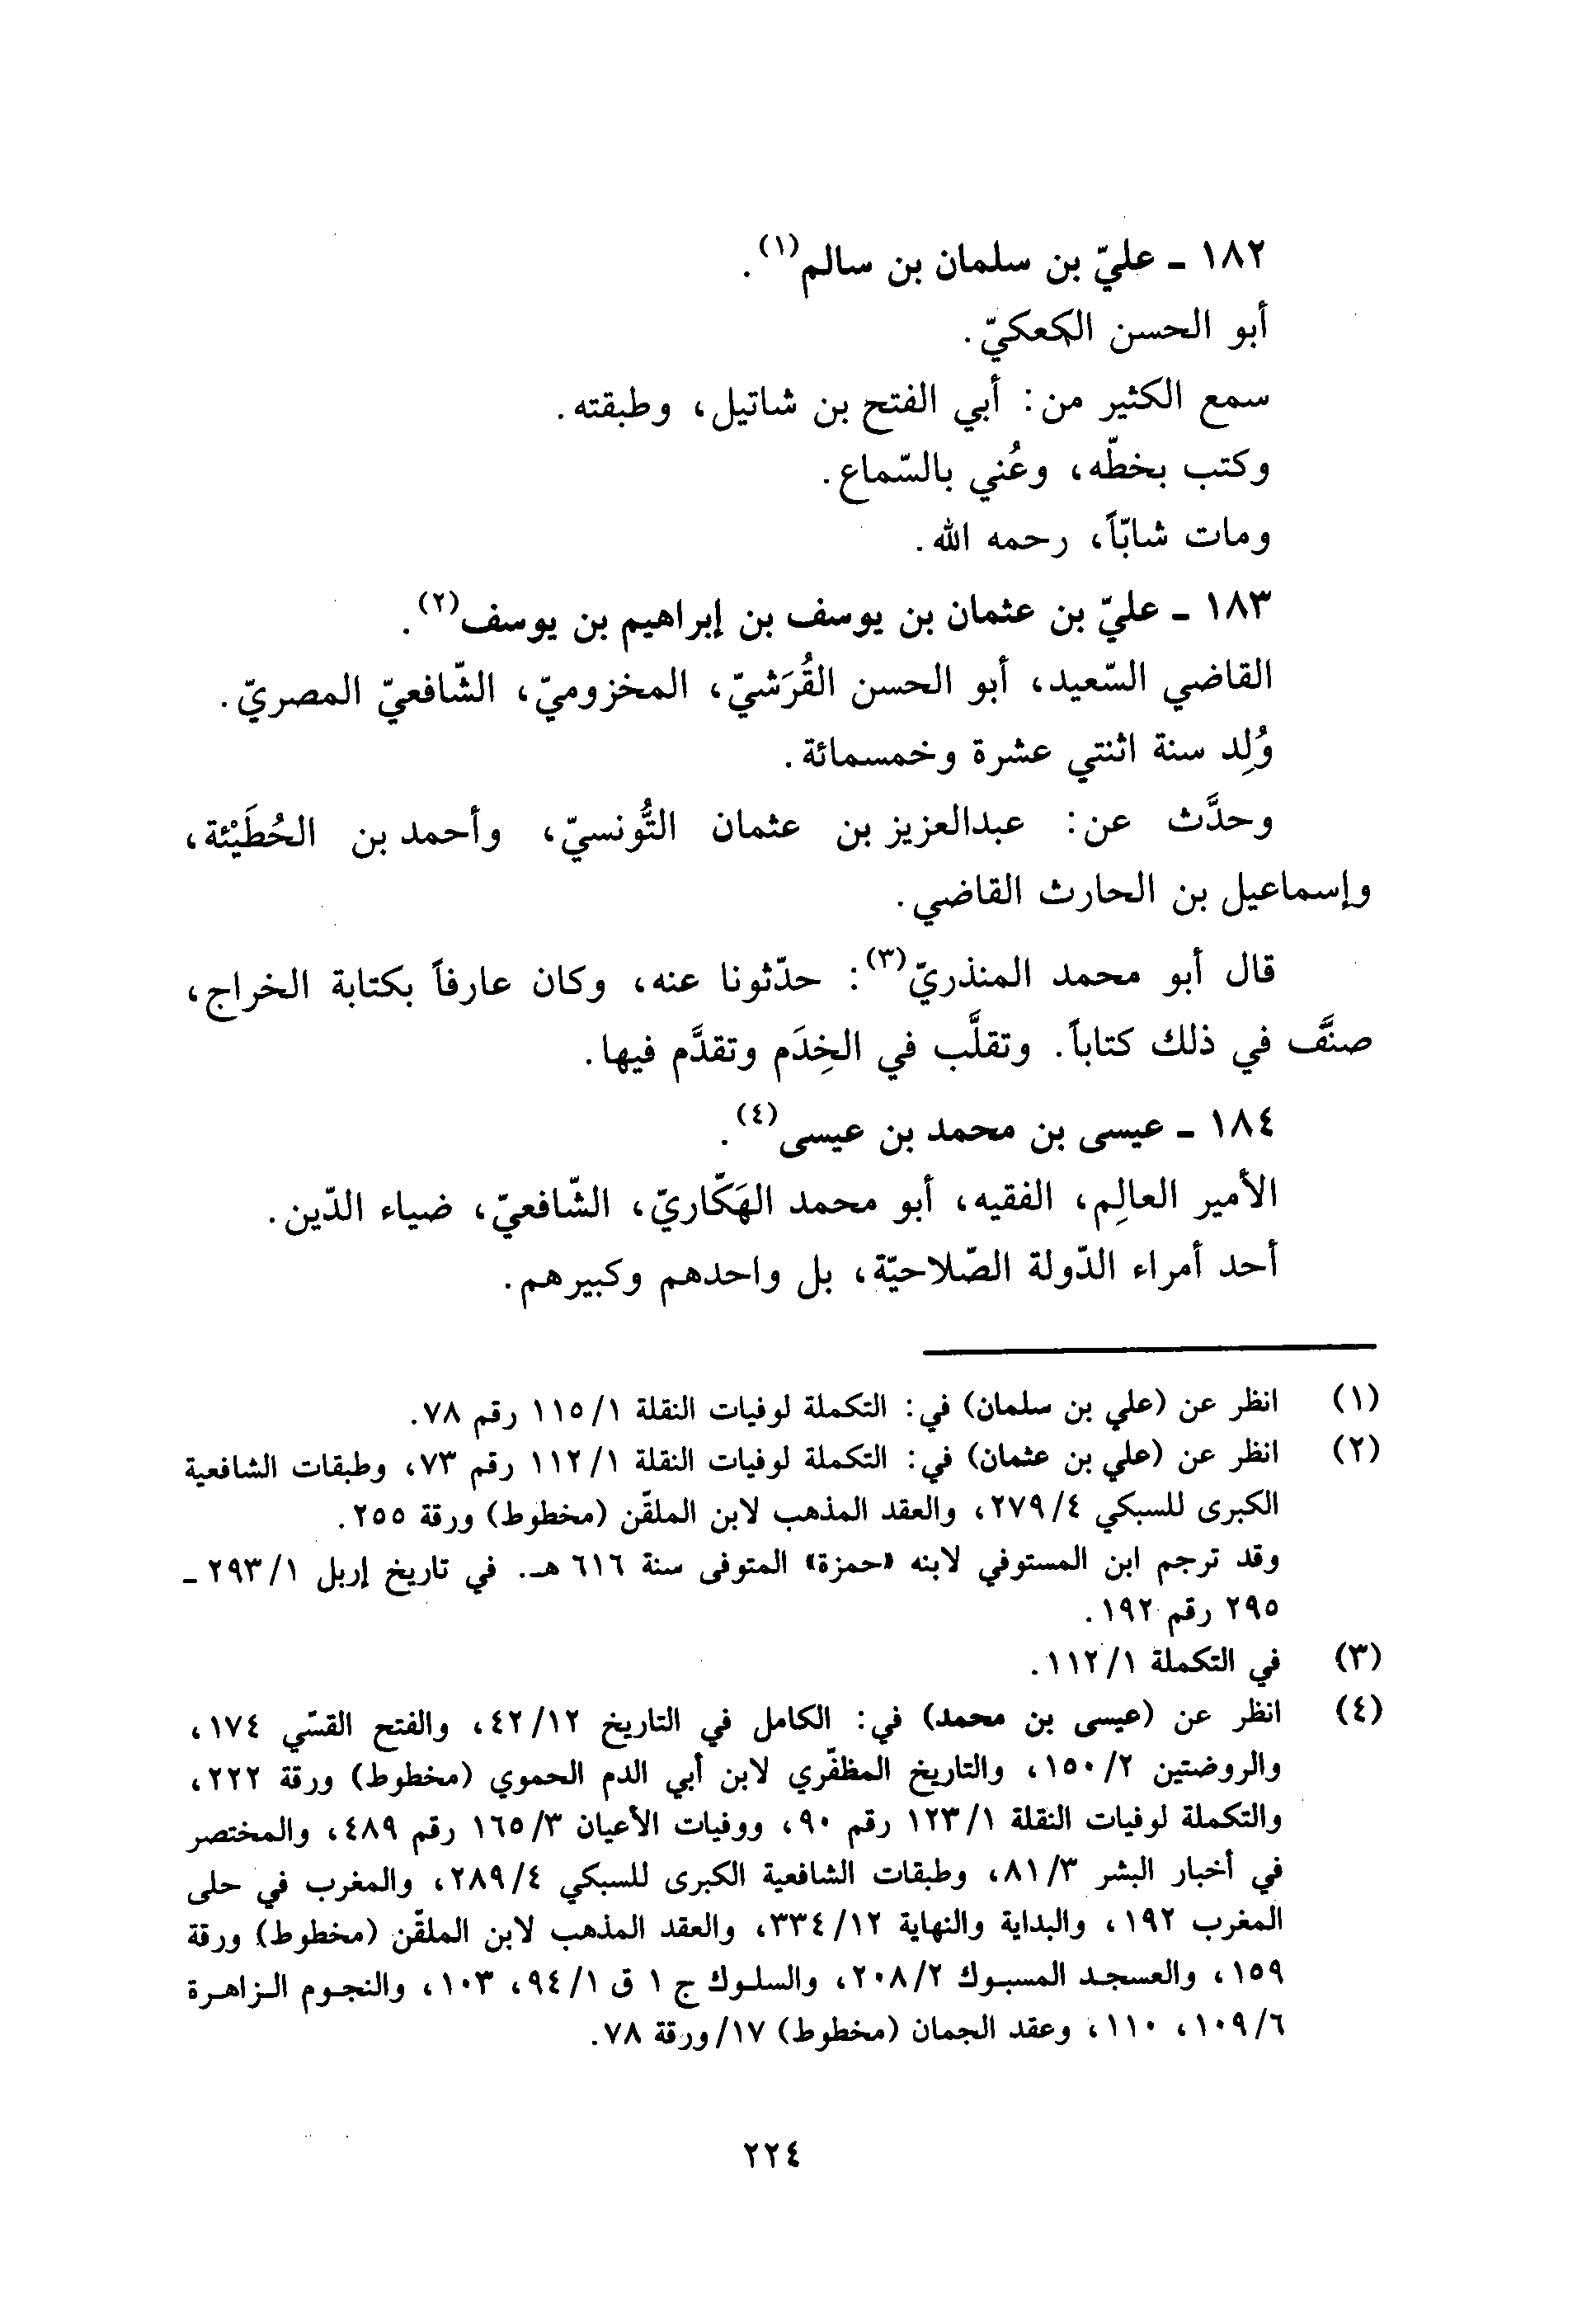 ١٨٢ ـ عليّ بن سلمان بن سالم(١).
أبو الحسن الكعكيّ.
سمع الكثير من: أبي الفتح بن شاتيل، وطبقته.
وكتب بخطّه، وعُني بالسّماع.
ومات شابّاً، رحمه الله.
١٨٣ ـ عليّ بن عثمان بن يوسف بن إبراهيم بن يوسف(٢).
القاضي السّعيد، أبو الحسن القُرَشيّ، المخزوميّ، الشّافعيّ المصريّ.
وُلِد سنة اثنتي عشرة وخمسمائة.
وحدَّث عن: عبدالعزيز بن عثمان التُّونسيّ، وأحمد بن الحُطَيْئة،
وإسماعيل بن الحارث القاضي.
قال أبو محمد المنذريّ(٣): حدّثونا عنه، وكان عارفاً بكتابة الخراج،
صنَّف في ذلك كتاباً. وتقلَّب في الخِدَم وتقدَّم فيها.
١٨٤ ـ عيسى بن محمد بن عيسى(٤).
الأمير العالِم، الفقيه، أبو محمد الهَكّاريّ، الشّافعيّ، ضياء الدّين.
أحد أمراء الدّولة الصّلاحيّة، بل واحدهم وكبيرهم.
(١) انظر عن (علي بن سلمان) في: التكملة لوفيات النقلة ١/ ١١٥ رقم ٧٨.
(٢) انظر عن (علي بن عثمان) في: التكملة لوفيات النقلة ١/ ١١٢ رقم ٧٣، وطبقات الشافعية
الكبرى للسبكي ٤/ ٢٧٩، والعقد المذهب لابن الملقّن (مخطوط) ورقة ٢٥٥.
وقد ترجم ابن المستوفي لابنه «حمزة» المتوفى سنة ٦١٦ هـ. في تاريخ إربل ١/ ٢٩٣ ـ
٢٩٥ رقم ١٩٢.
(٣) في التكملة ١/ ١١٢.
(٤) انظر عن (عيسى بن محمد) في: الكامل في التاريخ ١٢/ ٤٢، والفتح القسّي ١٧٤،
والروضتين ٢/ ١٥٠، والتاريخ المظفّري لابن أبي الدم الحموي (مخطوط) ورقة ٢٢٢،
والتكملة لوفيات النقلة ١/ ١٢٣ رقم ٩٠، ووفيات الأعيان ٣/ ١٦٥ رقم ٤٨٩، والمختصر
في أخبار البشر ٣/ ٨١، وطبقات الشافعية الكبرى للسبكي ٤/ ٢٨٩، والمغرب في حلى
المغرب ١٩٢، والبداية والنهاية ١٢/ ٣٣٤، والعقد المذهب لابن الملقّن (مخطوط) ورقة
١٥٩، والعسجد المسبوك ٢/ ٢٠٨، والسلوك ج ١ ق ١/ ٩٤، ١٠٣، والنجوم الزاهرة
٦/ ١٠٩، ١١٠، وعقد الجمان (مخطوط) ١٧/ ورقة ٧٨.
٢٢٤